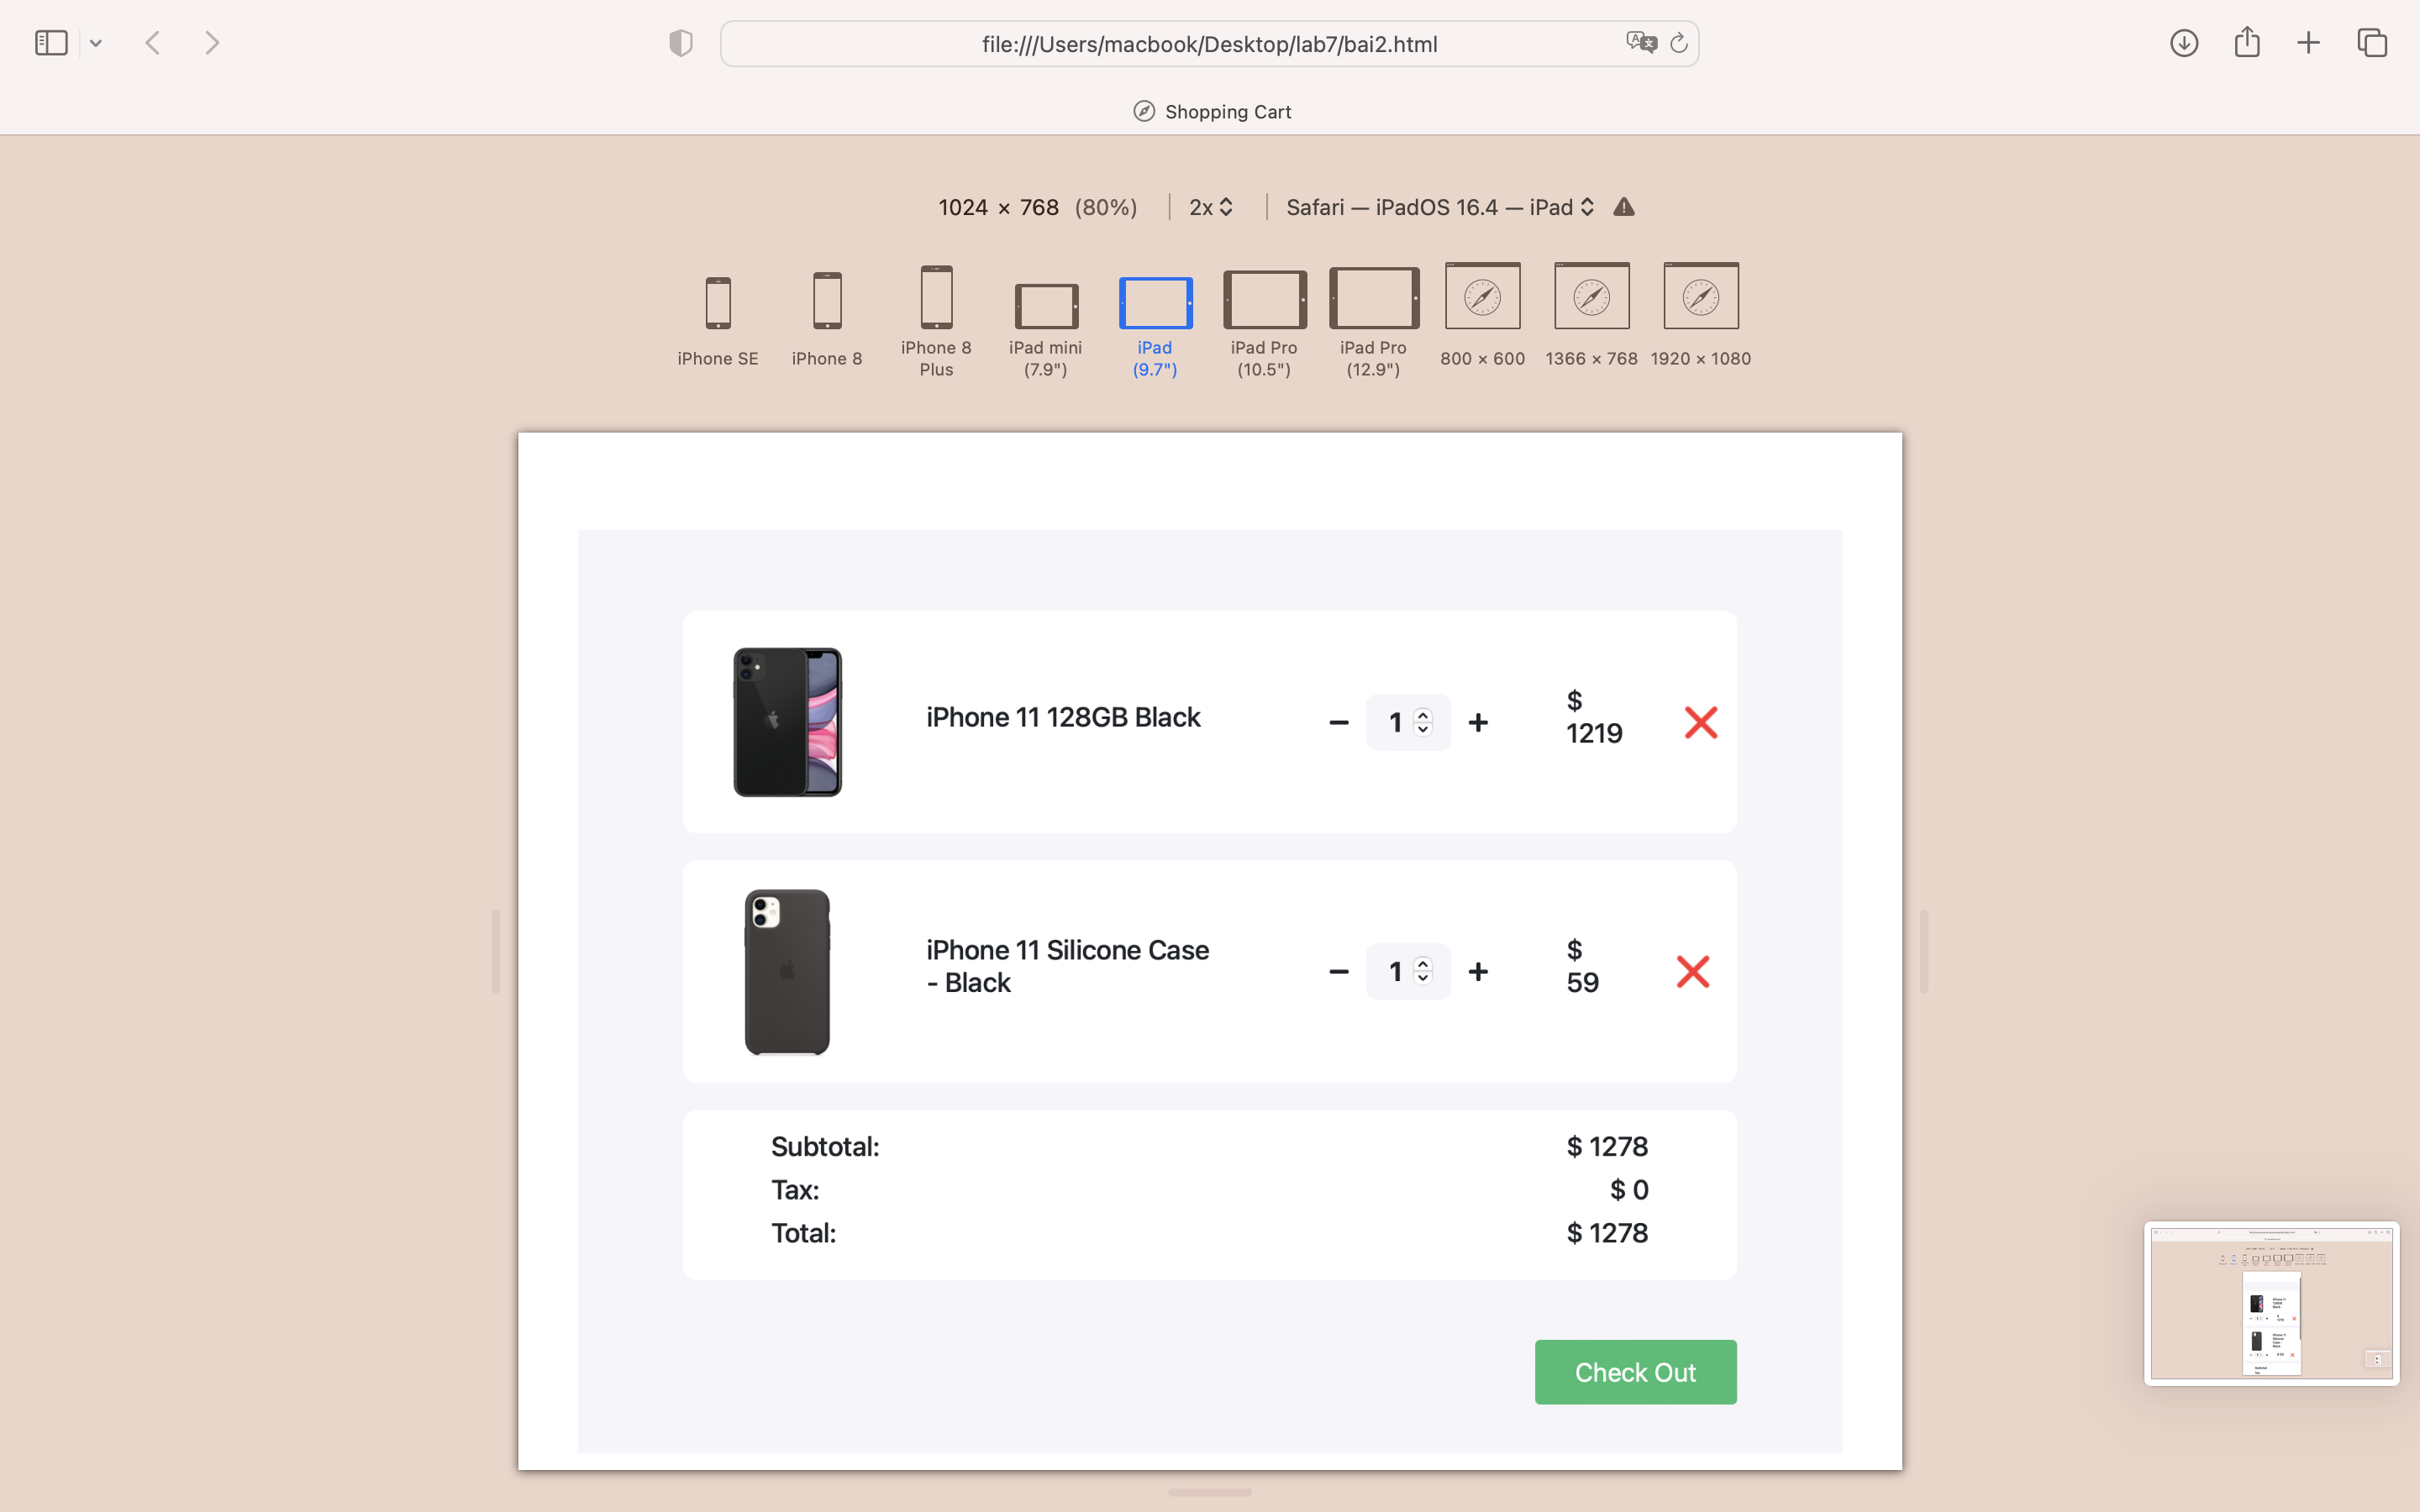 file:///Users/macbook/Desktop/lab7/bai2.html
Shopping Cart
1024 × 768 (80%) 2x Safari — iPadOS 16.4 — iPad
iPhone SE
iPhone 8
iPhone 8
Plus
iPad mini
(7.9")
iPad
(9.7")
iPad Pro
(10.5")
iPad Pro
(12.9")
800 × 600
1366 × 768
1920 × 1080
iPhone 11 128GB Black
− 1 +
$
1219
iPhone 11 Silicone Case
- Black
− 1 +
$
59
Subtotal: $ 1278
Tax: $ 0
Total: $ 1278
Check Out